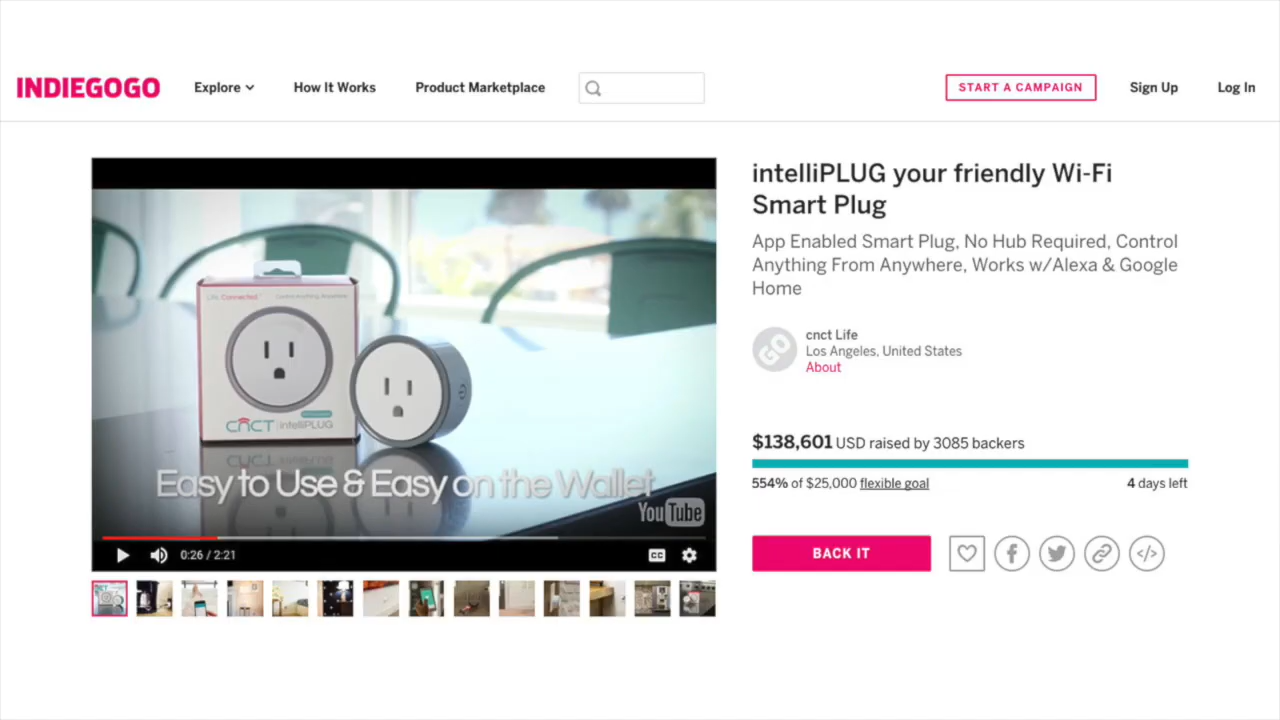 INDIEGOGO
Explore
How It Works
Product Marketplace
START A CAMPAIGN
Sign Up
Log In
Life. Connected.
Control Anything, Anywhere
cnct intelliPLUG
Easy to Use & Easy on the Wallet
YouTube
0:26 / 2:21
CC
intelliPLUG your friendly Wi-Fi
Smart Plug
App Enabled Smart Plug, No Hub Required, Control
Anything From Anywhere, Works w/Alexa & Google
Home
GO
cnct Life
Los Angeles, United States
About
$138,601 USD raised by 3085 backers
554% of $25,000 flexible goal
4 days left
BACK IT